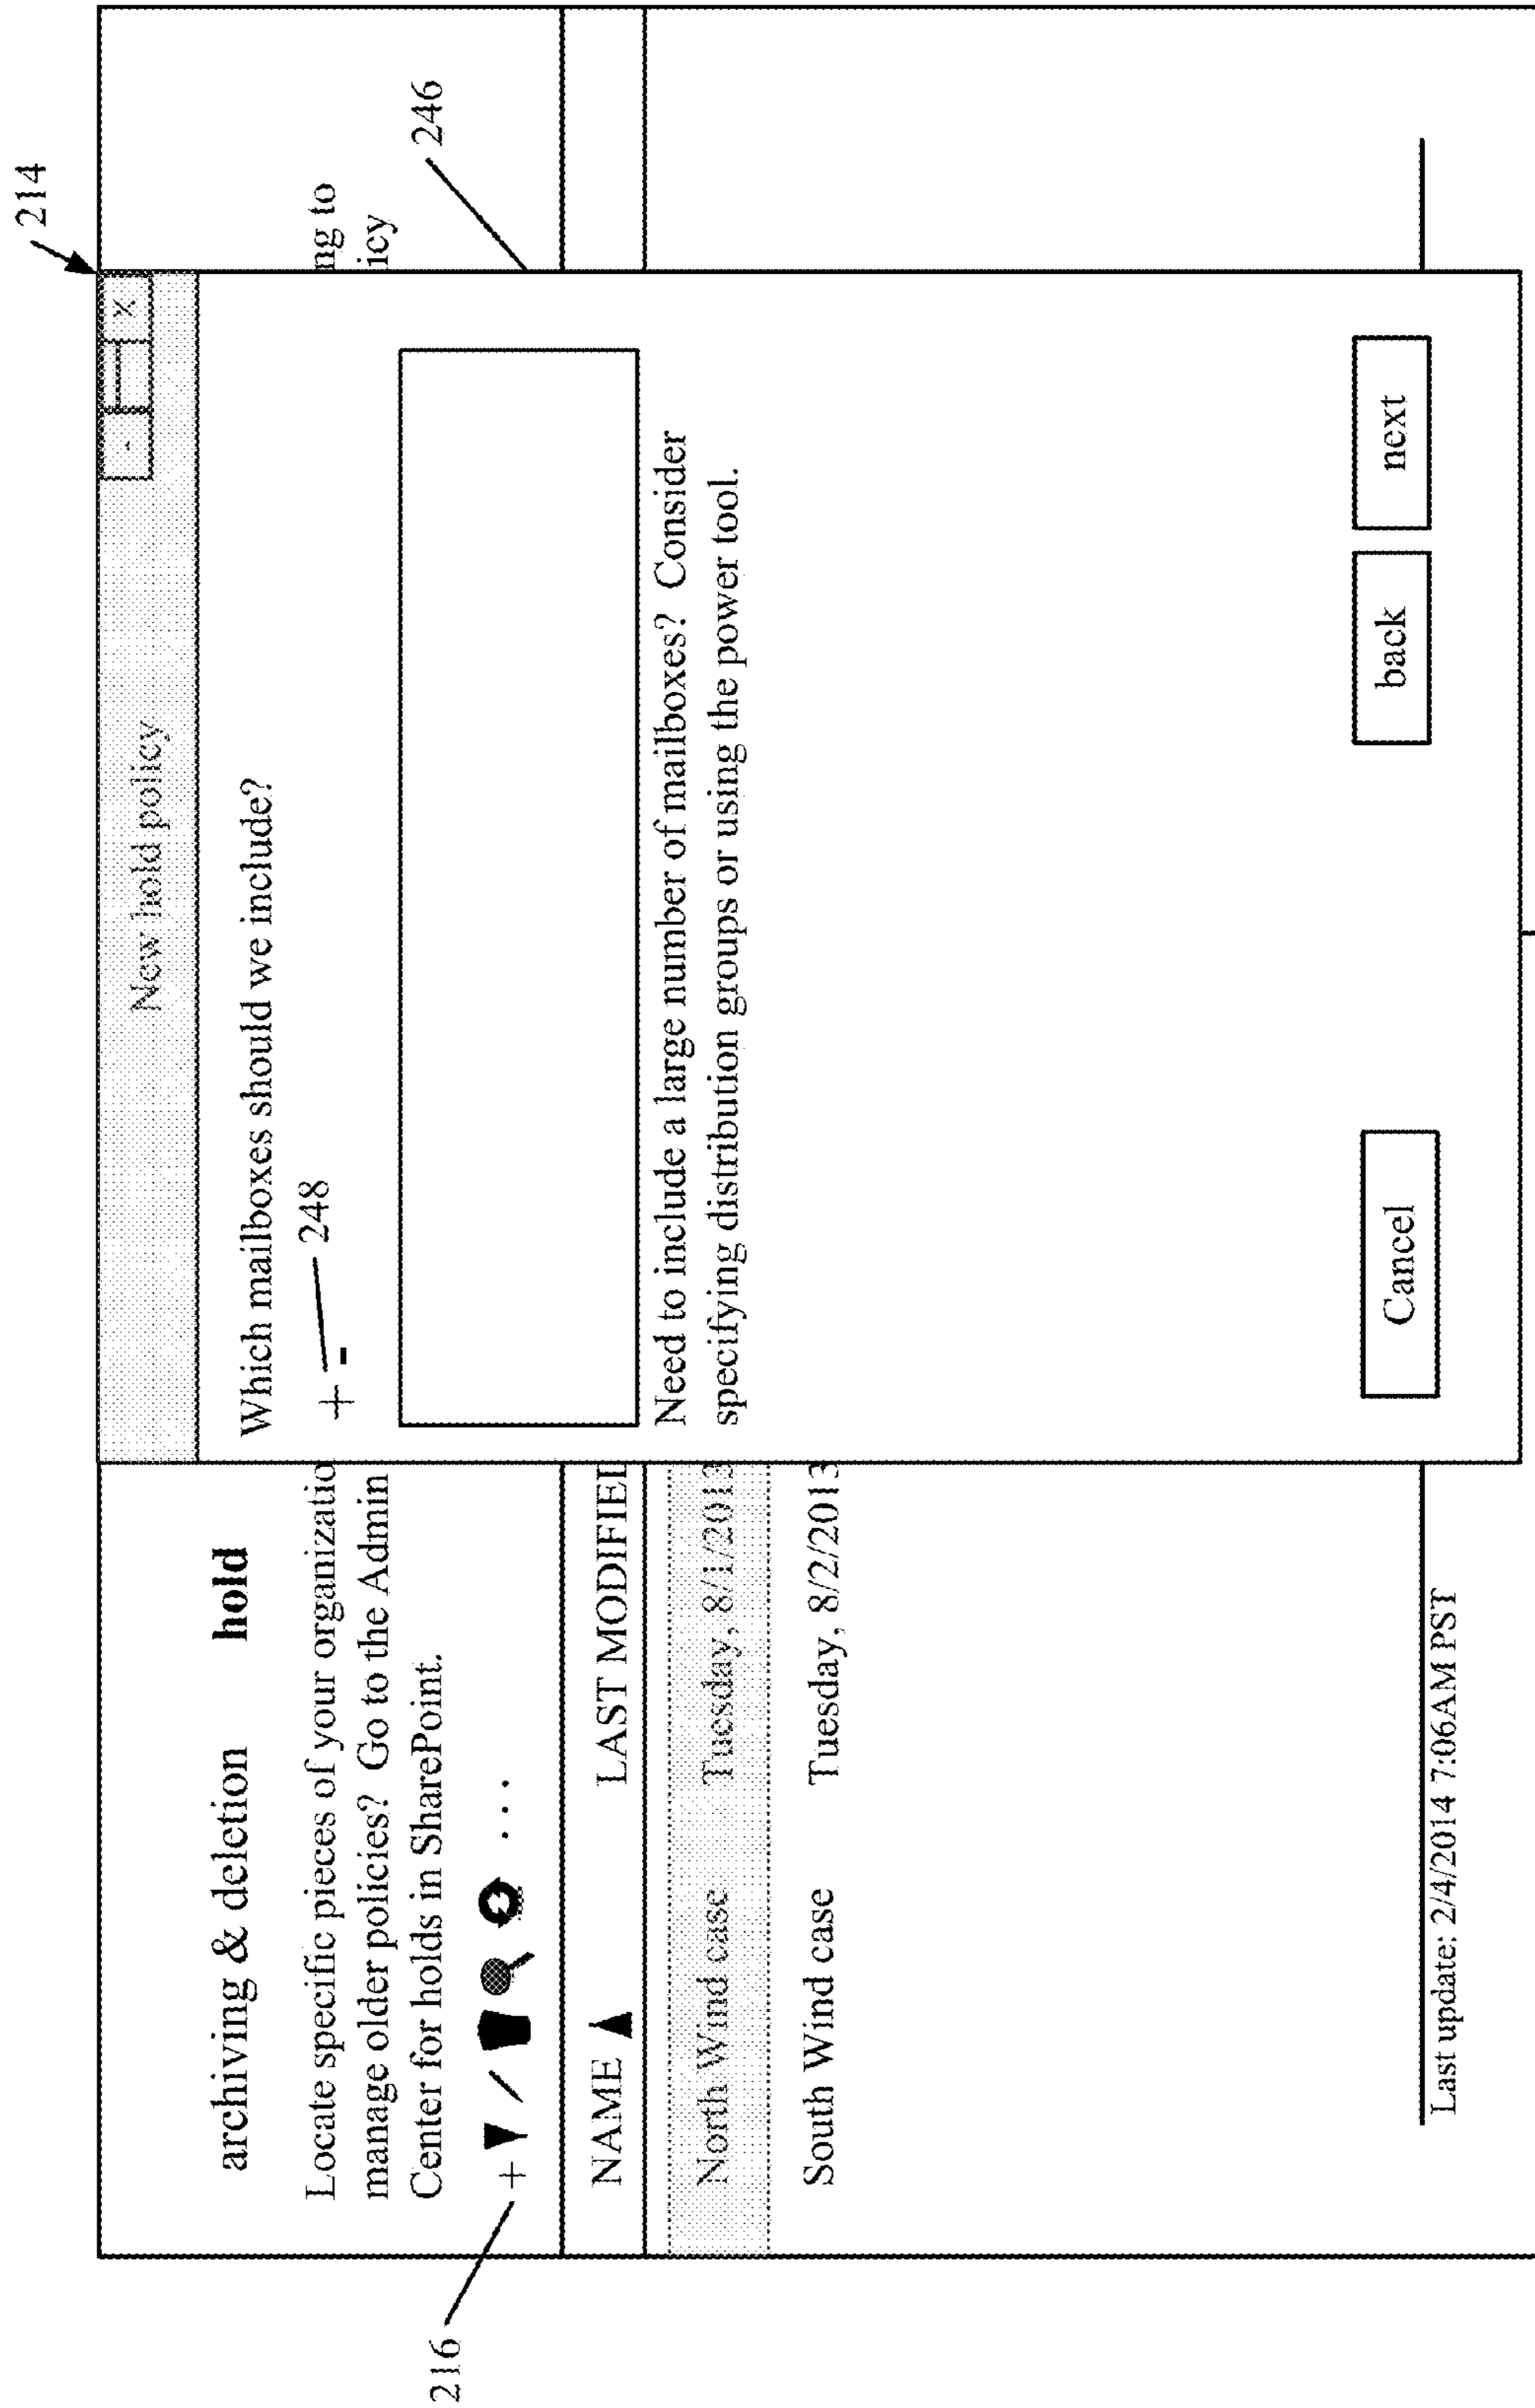 214
archiving & deletion hold
Locate specific pieces of your organizatio
manage older policies? Go to the Admin
Center for holds in SharePoint.
ng to
icy
216
+ ...
NAME LAST MODIFIED
North Wind case Tuesday, 8/1/2013
South Wind case Tuesday, 8/2/2013
Last update: 2/4/2014 7:06AM PST
New hold policy
- X
Which mailboxes should we include?
+ - 248
246
Need to include a large number of mailboxes? Consider
specifying distribution groups or using the power tool.
Cancel back next